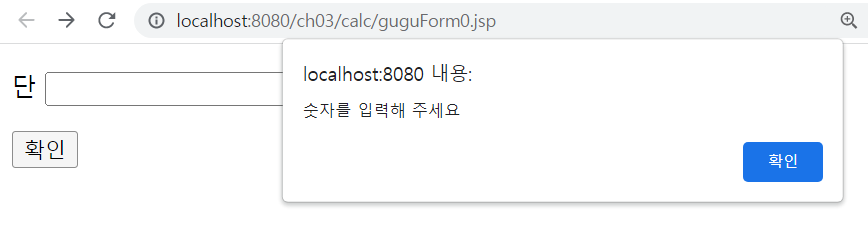 localhost:8080/ch03/calc/guguForm0.jsp
단
확인
localhost:8080 내용:
숫자를 입력해 주세요
확인